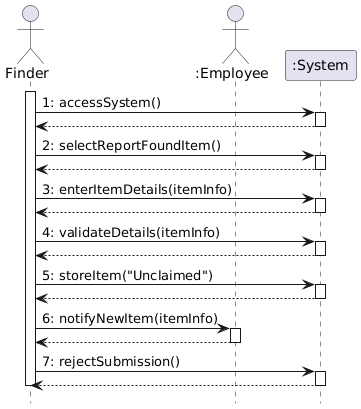 Finder
:Employee
:System
1: accessSystem()
2: selectReportFoundItem()
3: enterItemDetails(itemInfo)
4: validateDetails(itemInfo)
5: storeItem("Unclaimed")
6: notifyNewItem(itemInfo)
7: rejectSubmission()